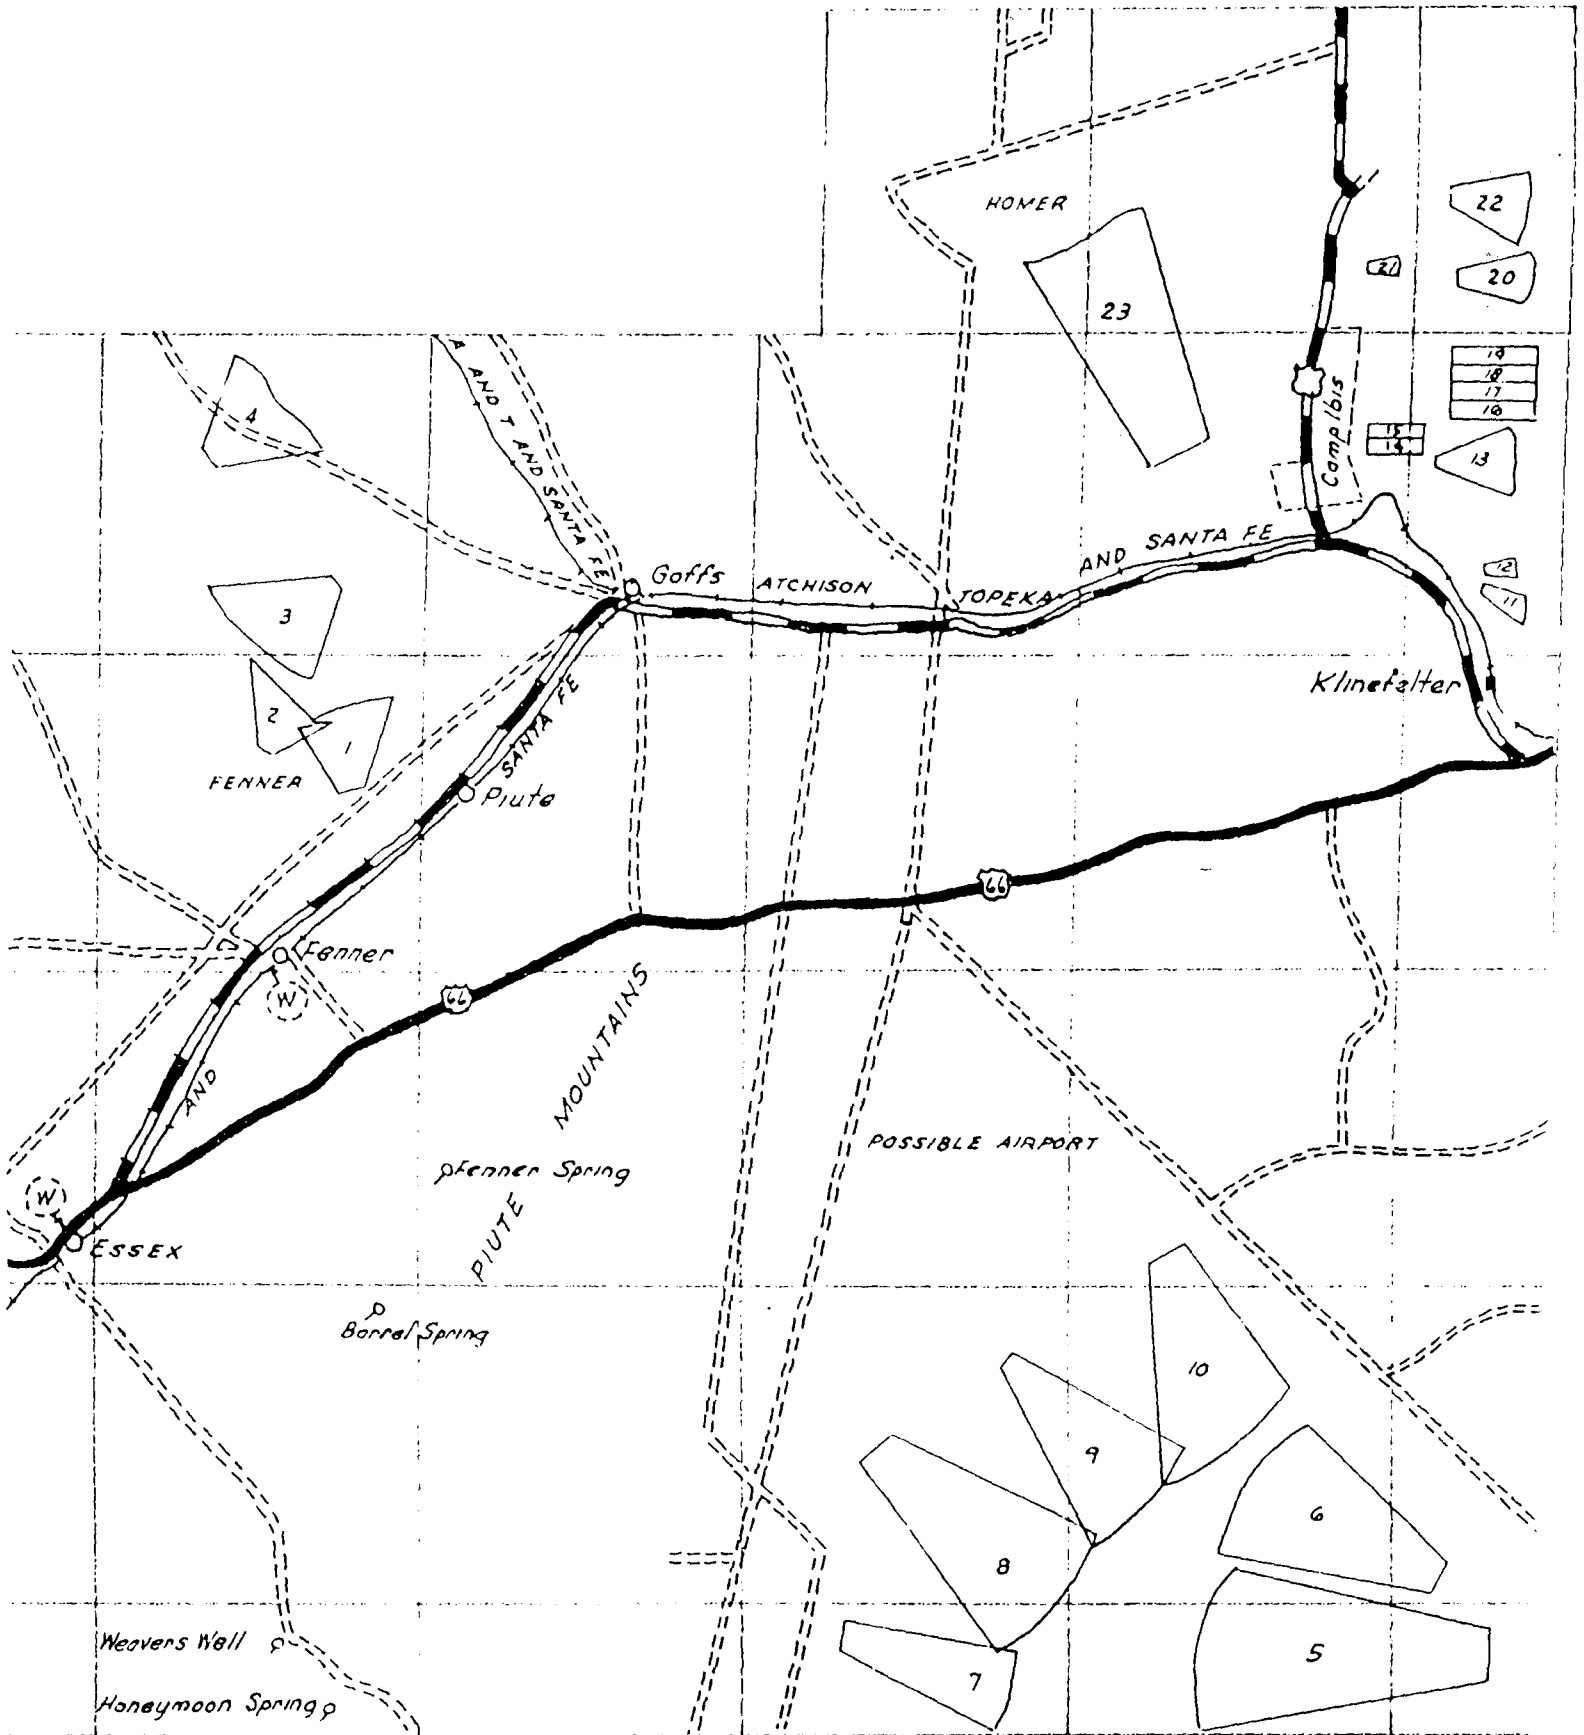 HOMER
22
21
20
23
A AND T AND SANTA FE
4
19
18
17
16
Camp Ibis
15
14
13
AND SANTA FE
Goffs
ATCHISON
TOPEKA
12
11
3
Klinefelter
SANTA FE
2
1
FENNER
Piute
66
Fenner
W
66
MOUNTAINS
AND
POSSIBLE AIRPORT
Fenner Spring
W
PIUTE
ESSEX
Barrel Spring
10
9
6
8
5
Weavers Well
7
Honeymoon Spring